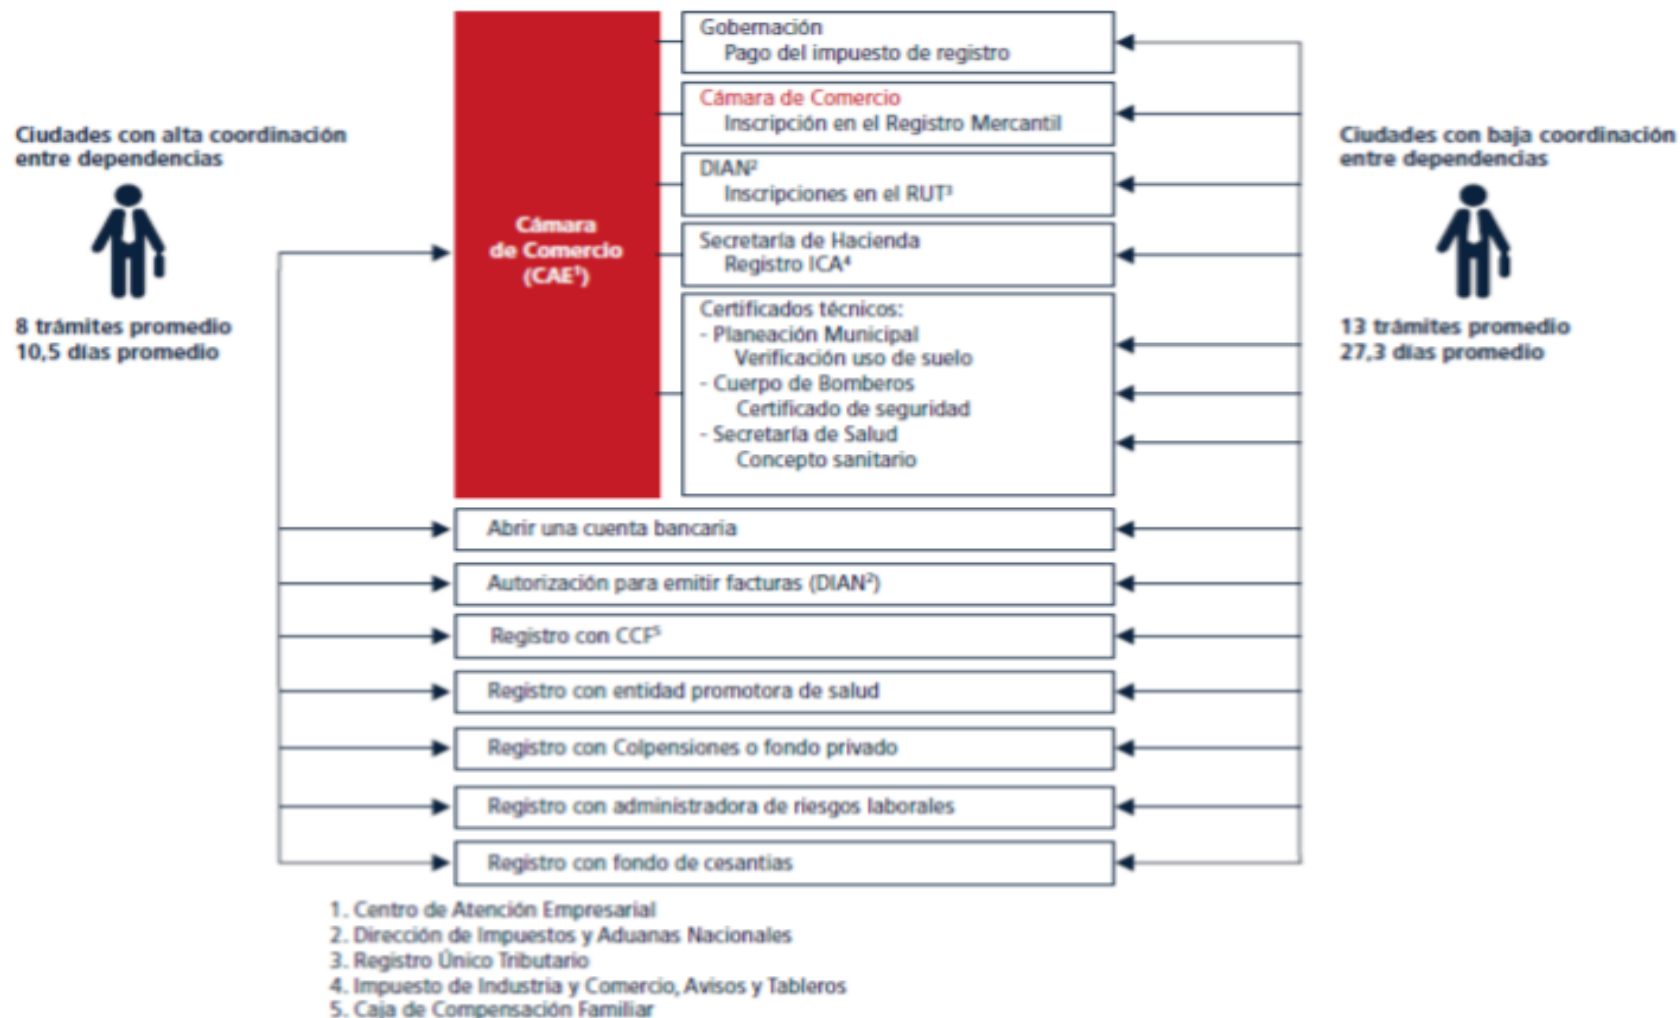 Ciudades con alta coordinación
entre dependencias
8 trámites promedio
10,5 días promedio
Cámara
de Comercio
(CAE¹)
Gobernación
Pago del impuesto de registro
Cámara de Comercio
Inscripción en el Registro Mercantil
DIAN²
Inscripciones en el RUT³
Secretaría de Hacienda
Registro ICA⁴
Certificados técnicos:
- Planeación Municipal
Verificación uso de suelo
- Cuerpo de Bomberos
Certificado de seguridad
- Secretaría de Salud
Concepto sanitario
Ciudades con baja coordinación
entre dependencias
13 trámites promedio
27,3 días promedio
Abrir una cuenta bancaria
Autorización para emitir facturas (DIAN²)
Registro con CCF⁵
Registro con entidad promotora de salud
Registro con Colpensiones o fondo privado
Registro con administradora de riesgos laborales
Registro con fondo de cesantías
1. Centro de Atención Empresarial
2. Dirección de Impuestos y Aduanas Nacionales
3. Registro Único Tributario
4. Impuesto de Industria y Comercio, Avisos y Tableros
5. Caja de Compensación Familiar